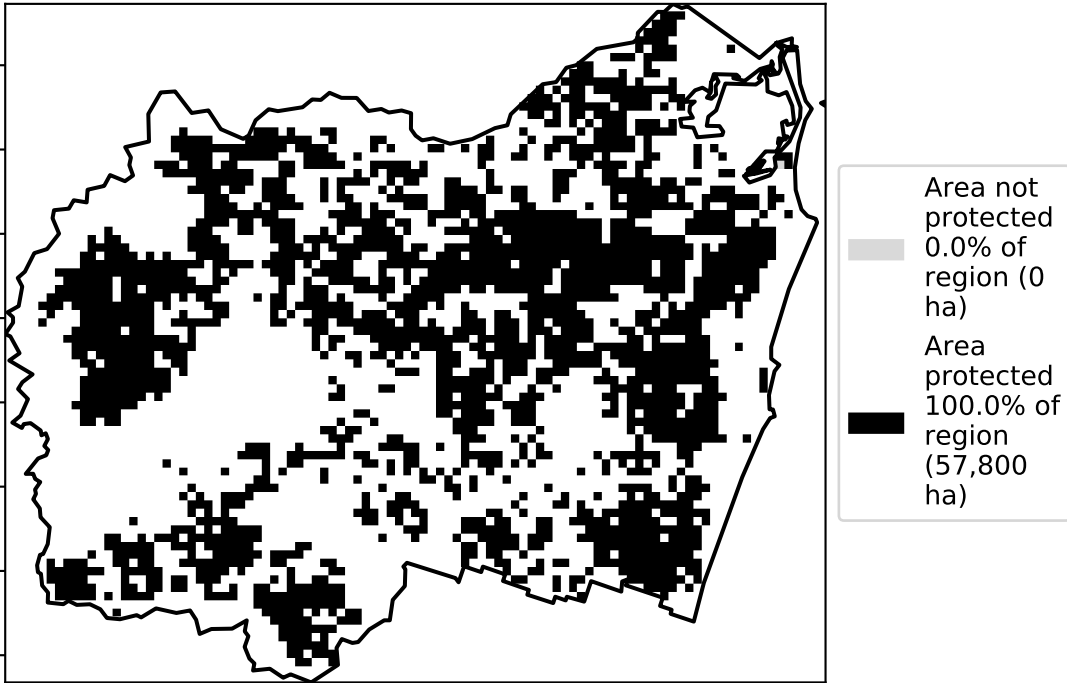 Area not
protected
0.0% of
region (0
ha)
Area
protected
100.0% of
region
(57,800
ha)